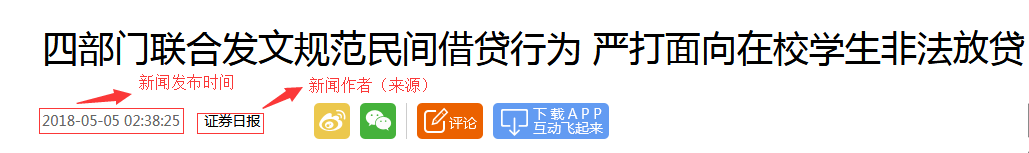 四部门联合发文规范民间借贷行为 严打面向在校学生非法放贷
新闻发布时间
新闻作者（来源）
2018-05-05 02:38:25 证券日报 评论 下载APP
互动飞起来